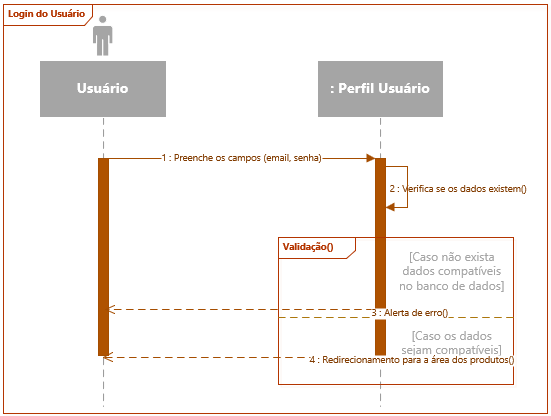 Login do Usuário
Usuário
: Perfil Usuário
1 : Preenche os campos (email, senha)
2 : Verifica se os dados existem()
Validação()
[Caso não exista
dados compatíveis
no banco de dados]
3 : Alerta de erro()
[Caso os dados
sejam compatíveis]
4 : Redirecionamento para a área dos produtos()